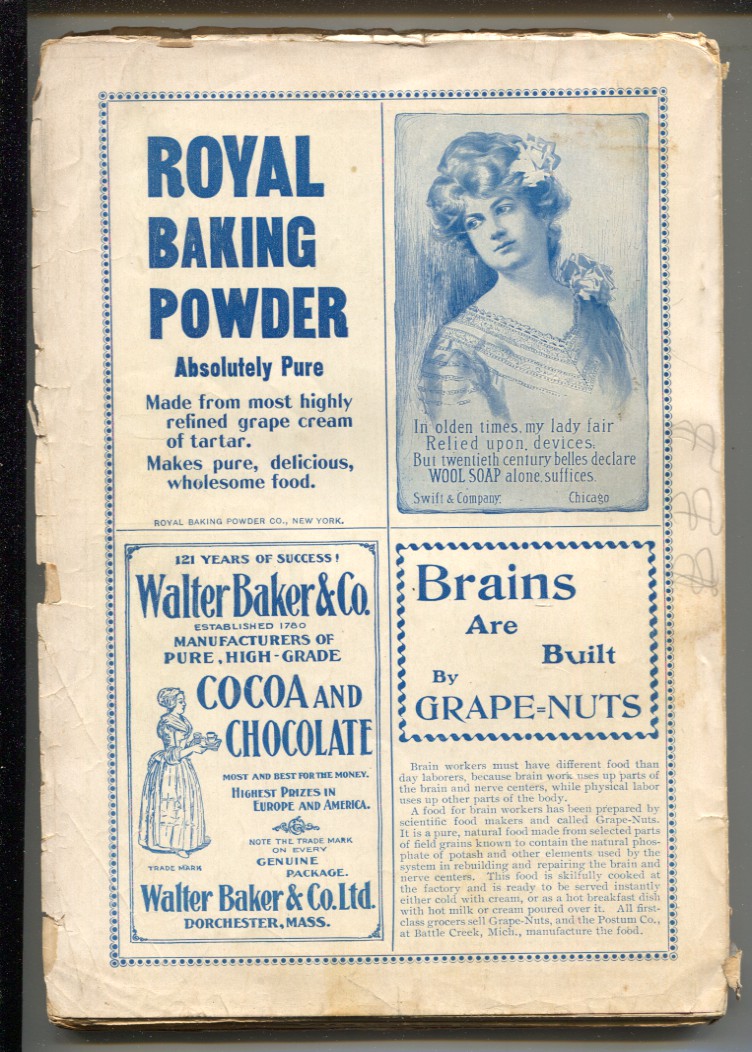 ROYAL
BAKING
POWDER
Absolutely Pure
Made from most highly
refined grape cream
of tartar.
Makes pure, delicious,
wholesome food.
ROYAL BAKING POWDER CO., NEW YORK.
In olden times, my lady fair
Relied upon, devices,
But twentieth century belles declare
WOOL SOAP alone, suffices.
Swift & Company, Chicago
121 YEARS OF SUCCESS!
Walter Baker & Co.
ESTABLISHED 1780
MANUFACTURERS OF
PURE, HIGH-GRADE
COCOA AND
CHOCOLATE
MOST AND BEST FOR THE MONEY.
HIGHEST PRIZES IN
EUROPE AND AMERICA.
NOTE THE TRADE MARK
ON EVERY
GENUINE
PACKAGE.
TRADE MARK
Walter Baker & Co. Ltd.
DORCHESTER, MASS.
Brains
Are
Built
By
GRAPE=NUTS
Brain workers must have different food than
day laborers, because brain work uses up parts of
the brain and nerve centers, while physical labor
uses up other parts of the body.
A food for brain workers has been prepared by
scientific food makers and called Grape-Nuts.
It is a pure, natural food made from selected parts
of field grains known to contain the natural phos-
phate of potash and other elements used by the
system in rebuilding and repairing the brain and
nerve centers. This food is skilfully cooked at
the factory and is ready to be served instantly
either cold with cream, or as a hot breakfast dish
with hot milk or cream poured over it. All first-
class grocers sell Grape-Nuts, and the Postum Co.,
at Battle Creek, Mich., manufacture the food.